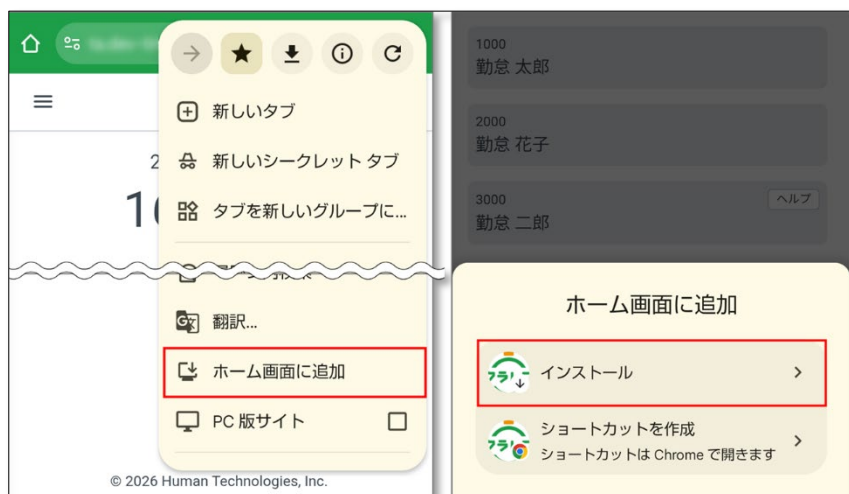 新しいタブ
新しいシークレット タブ
タブを新しいグループに...
2
10
翻訳...
ホーム画面に追加
PC 版サイト
© 2026 Human Technologies, Inc.
1000
勤怠 太郎
2000
勤怠 花子
3000
ヘルプ
勤怠 二郎
ホーム画面に追加
インストール
ショートカットを作成
ショートカットは Chrome で開きます